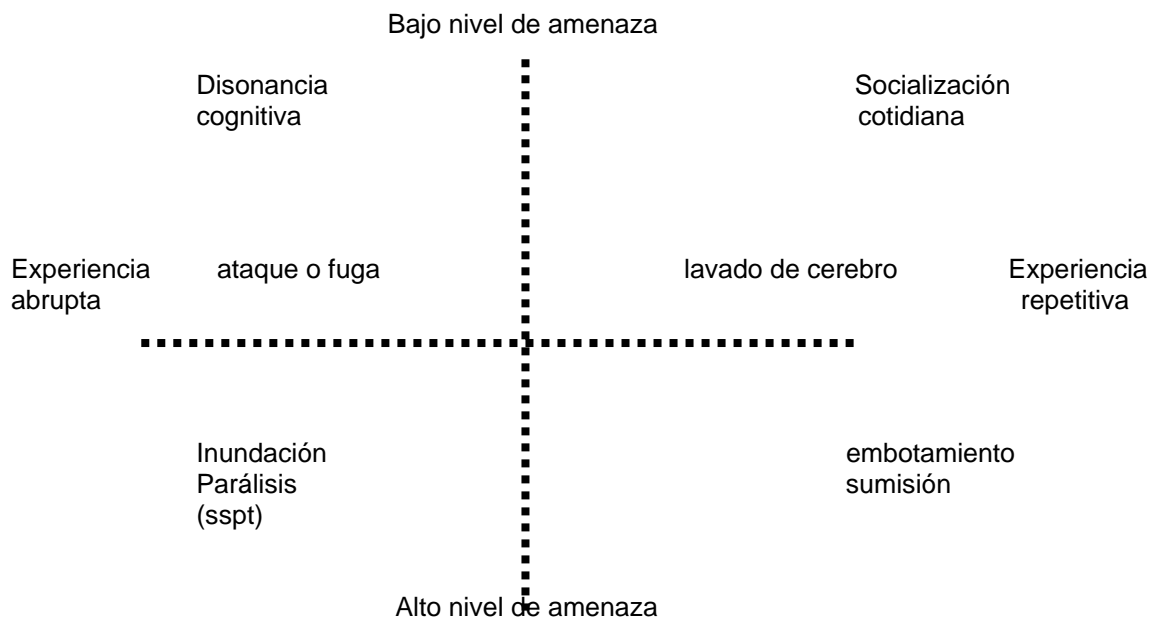 Bajo nivel de amenaza
Disonancia
cognitiva
Socialización
cotidiana
Experiencia
abrupta
ataque o fuga
lavado de cerebro
Experiencia
repetitiva
Inundación
Parálisis
(sspt)
embotamiento
sumisión
Alto nivel de amenaza